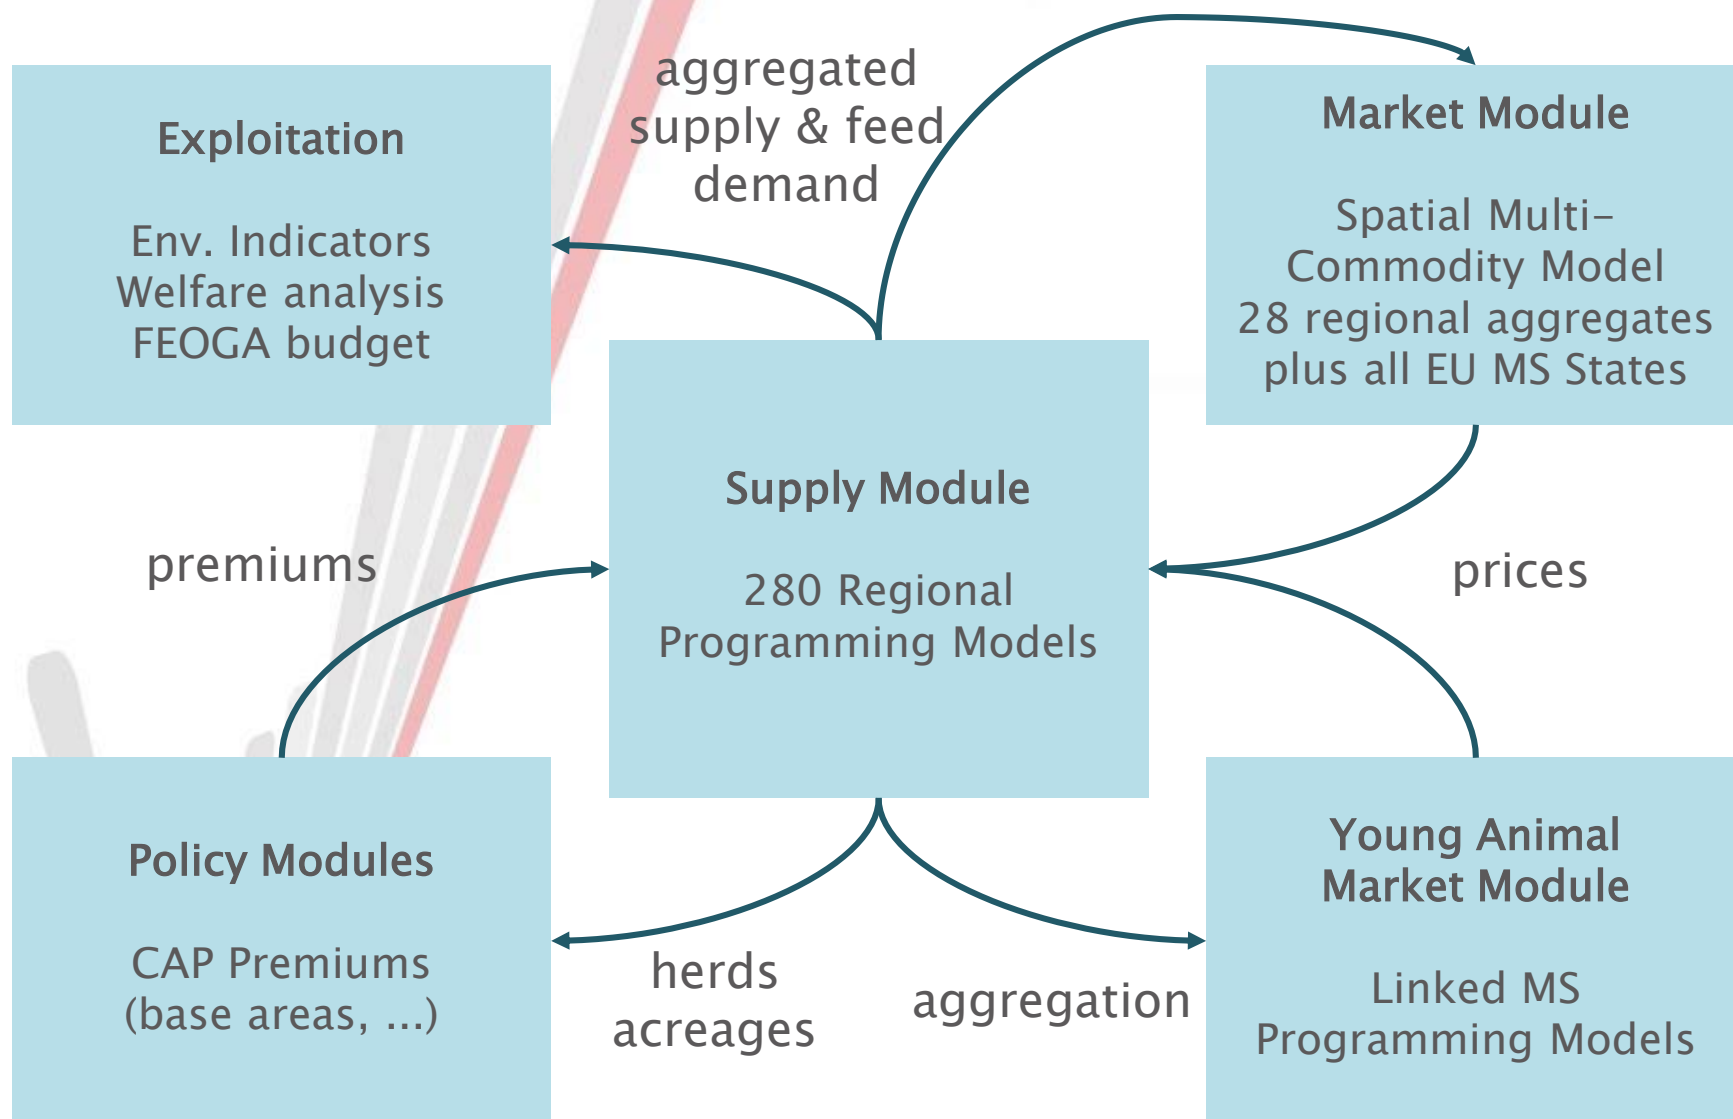 Exploitation
Env. Indicators
Welfare analysis
FEOGA budget
aggregated
supply & feed
demand
Market Module
Spatial Multi-
Commodity Model
28 regional aggregates
plus all EU MS States
Supply Module
280 Regional
Programming Models
premiums
prices
Policy Modules
CAP Premiums
(base areas, ...)
herds
acreages
aggregation
Young Animal
Market Module
Linked MS
Programming Models